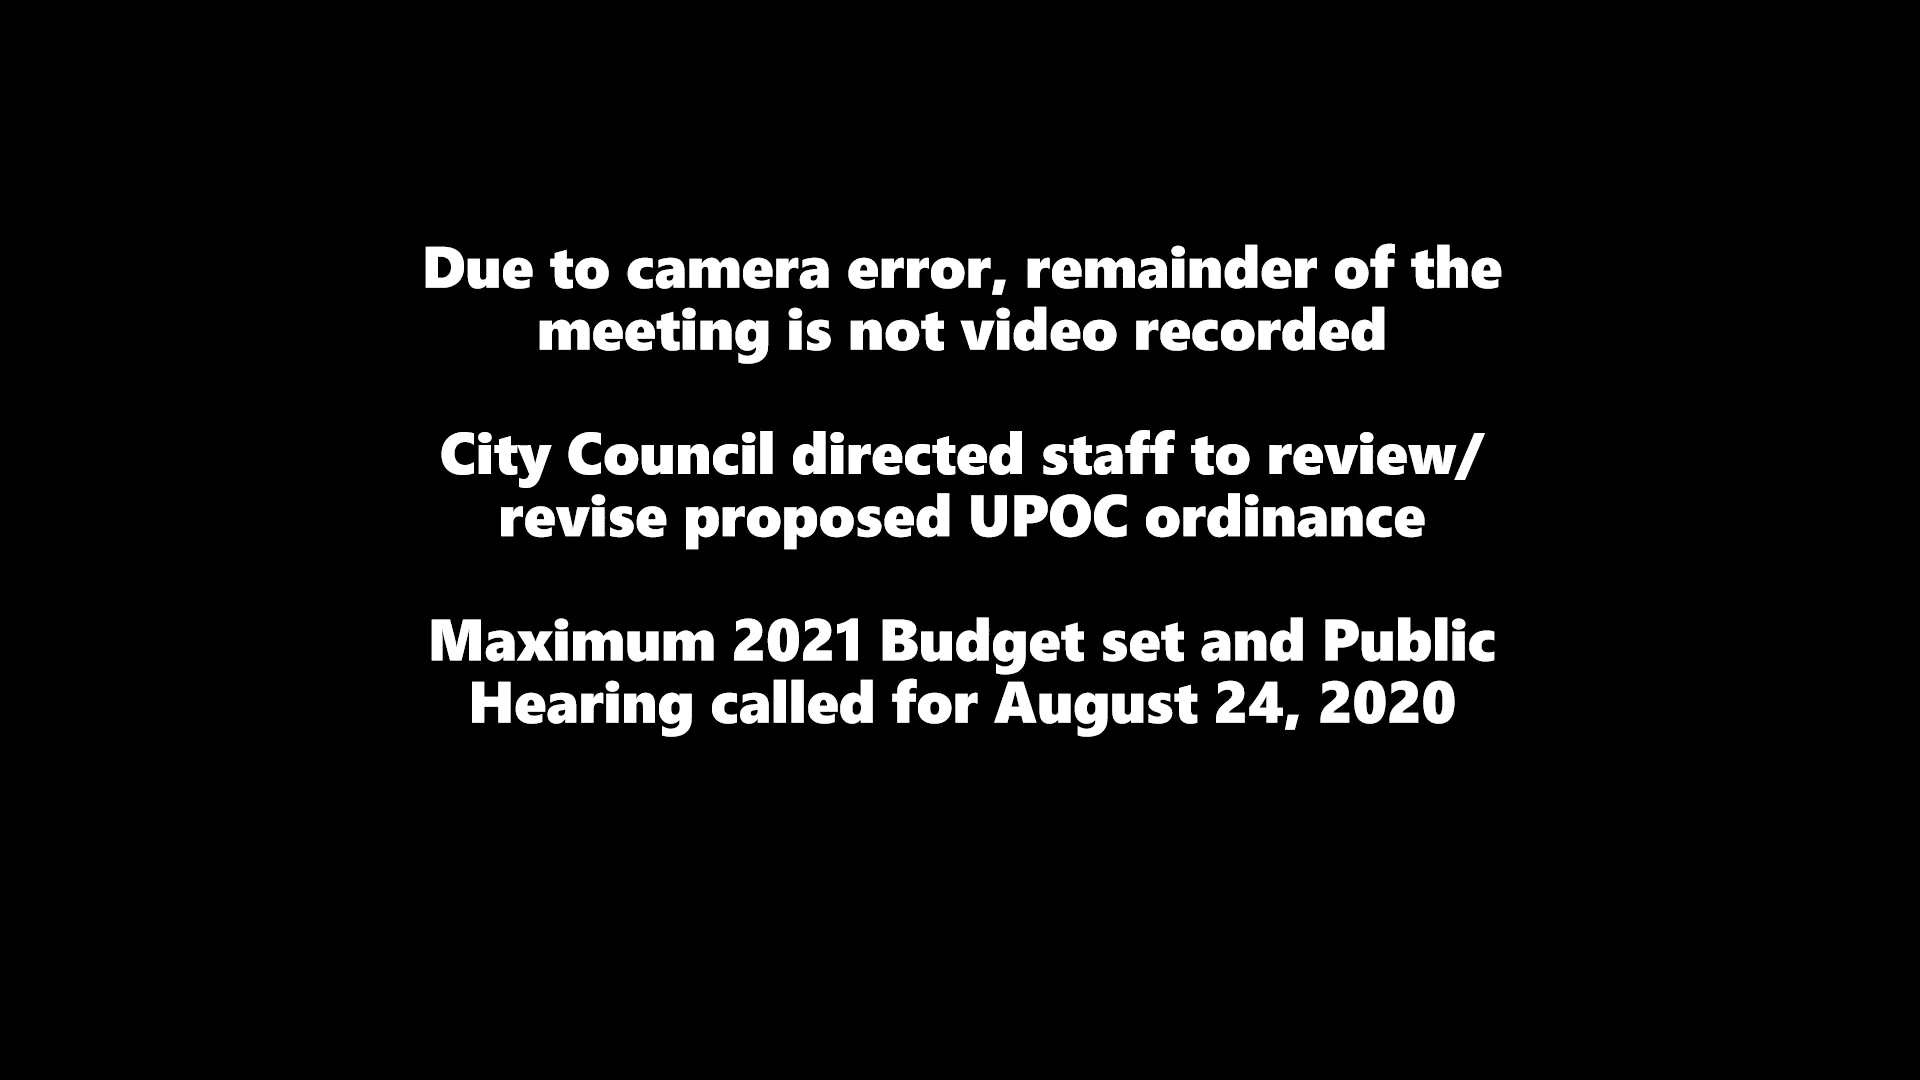 Due to camera error, remainder of the
meeting is not video recorded
City Council directed staff to review/
revise proposed UPOC ordinance
Maximum 2021 Budget set and Public
Hearing called for August 24, 2020